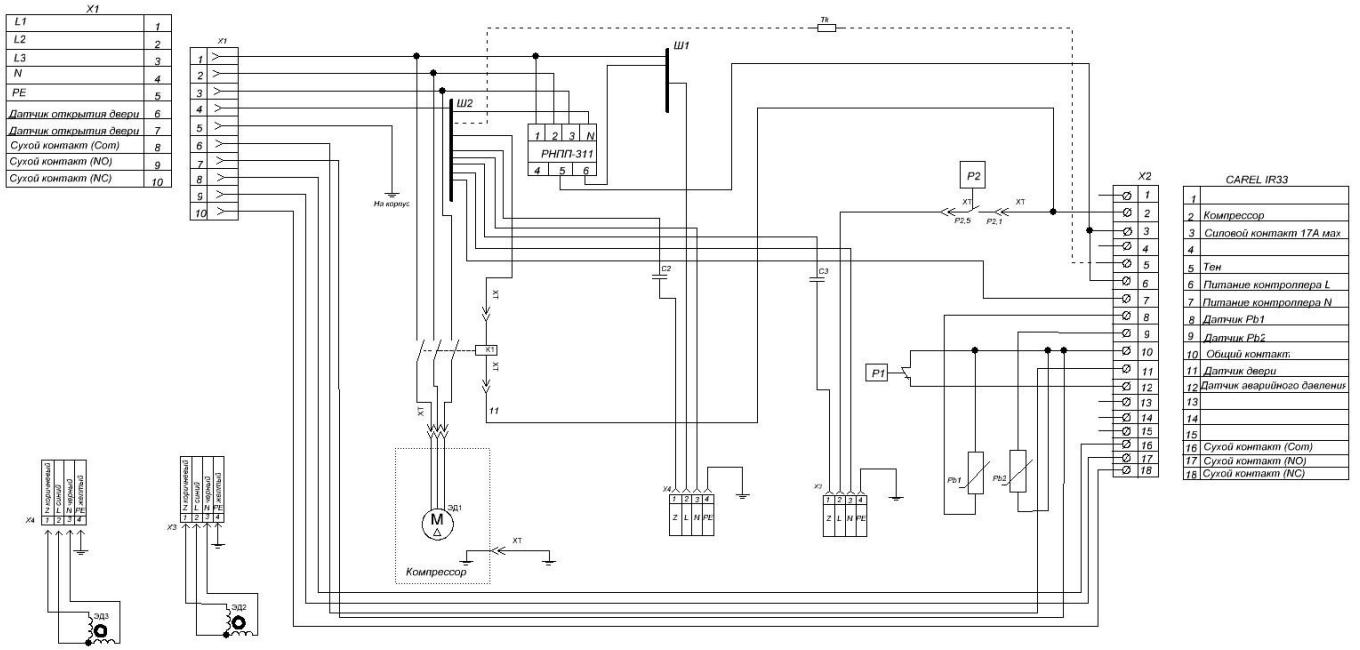 X1
L1 1
L2 2
L3 3
N 4
PE 5
Датчик открытия двери 6
Датчик открытия двери 7
Сухой контакт (Com) 8
Сухой контакт (NO) 9
Сухой контакт (NC) 10
X1
1
2
3
4
5
6
7
8
9
10
На корпус
Ш2
Ш1
Тк
1 2 3 N
РНПП-311
4 5 6
C2
C3
P2
XT XT
P2,5 P2,1
XT
K1
XT
11
XT
ЭД1
M
Δ
Компрессор
XT
X4
1 2 3 4
Z L N PE
X3
1 2 3 4
Z L N PE
P1
Pb1
Pb2
X2
1
2
3
4
5
6
7
8
9
10
11
12
13
14
15
16
17
18
CAREL IR33
1
2 Компрессор
3 Силовой контакт 17А мах
4
5 Тен
6 Питание контроллера L
7 Питание контроллера N
8 Датчик Pb1
9 Датчик Pb2
10 Общий контакт
11 Датчик двери
12 Датчик аварийного давления
13
14
15
16 Сухой контакт (Com)
17 Сухой контакт (NO)
18 Сухой контакт (NC)
X4
Z коричневый
L синий
N черный
PE желтый
1 2 3 4
ЭД3
X3
Z коричневый
L синий
N черный
PE желтый
1 2 3 4
ЭД2